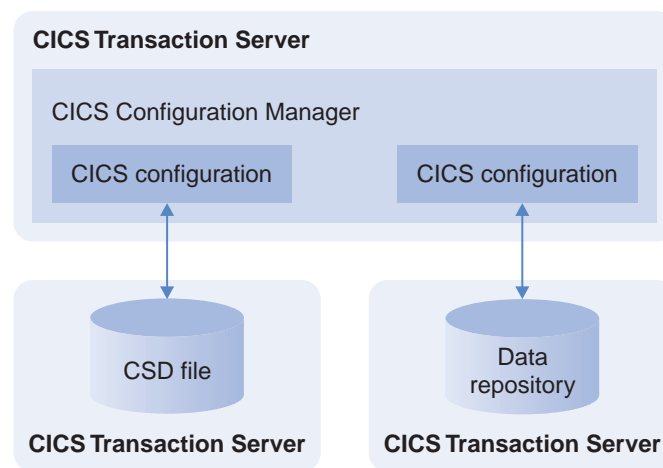 CICS Transaction Server
CICS Configuration Manager
CICS configuration
CICS configuration
CSD file
Data
repository
CICS Transaction Server
CICS Transaction Server